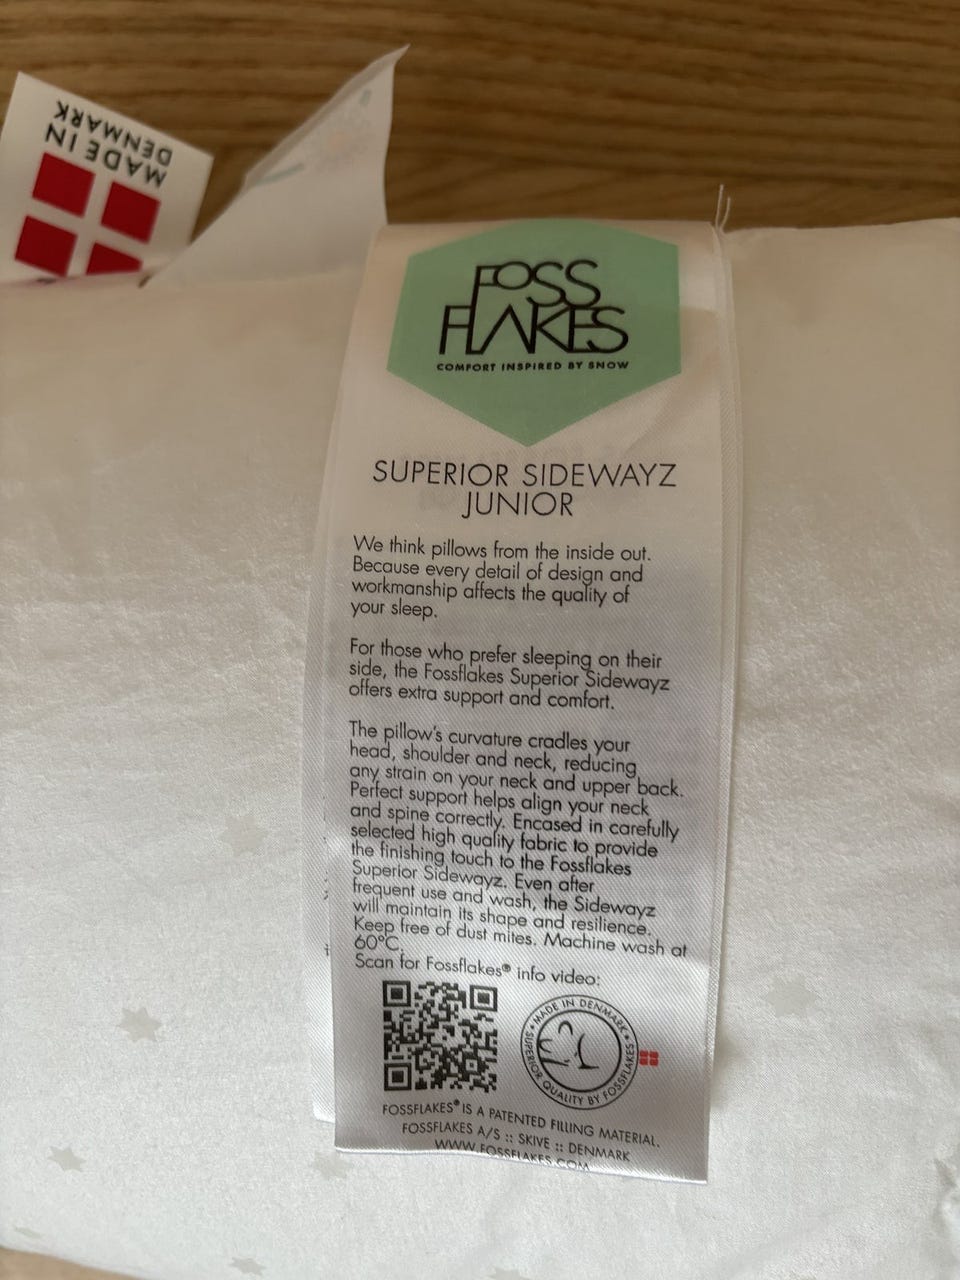 MADE IN
DENMARK
FOSS
FLAKES
COMFORT INSPIRED BY SNOW
SUPERIOR SIDEWAYZ
JUNIOR
We think pillows from the inside out.
Because every detail of design and
workmanship affects the quality of
your sleep.
For those who prefer sleeping on their
side, the Fossflakes Superior Sidewayz
offers extra support and comfort.
The pillow's curvature cradles your
head, shoulder and neck, reducing
any strain on your neck and upper back.
Perfect support helps align your neck
and spine correctly. Encased in carefully
selected high quality fabric to provide
the finishing touch to the Fossflakes
Superior Sidewayz. Even after
frequent use and wash, the Sidewayz
will maintain its shape and resilience.
Keep free of dust mites. Machine wash at
60°C.
Scan for Fossflakes® info video:
MADE IN DENMARK
SUPERIOR QUALITY BY FOSSFLAKES
FOSSFLAKES® IS A PATENTED FILLING MATERIAL.
FOSSFLAKES A/S :: SKIVE :: DENMARK
WWW.FOSSFLAKES.COM